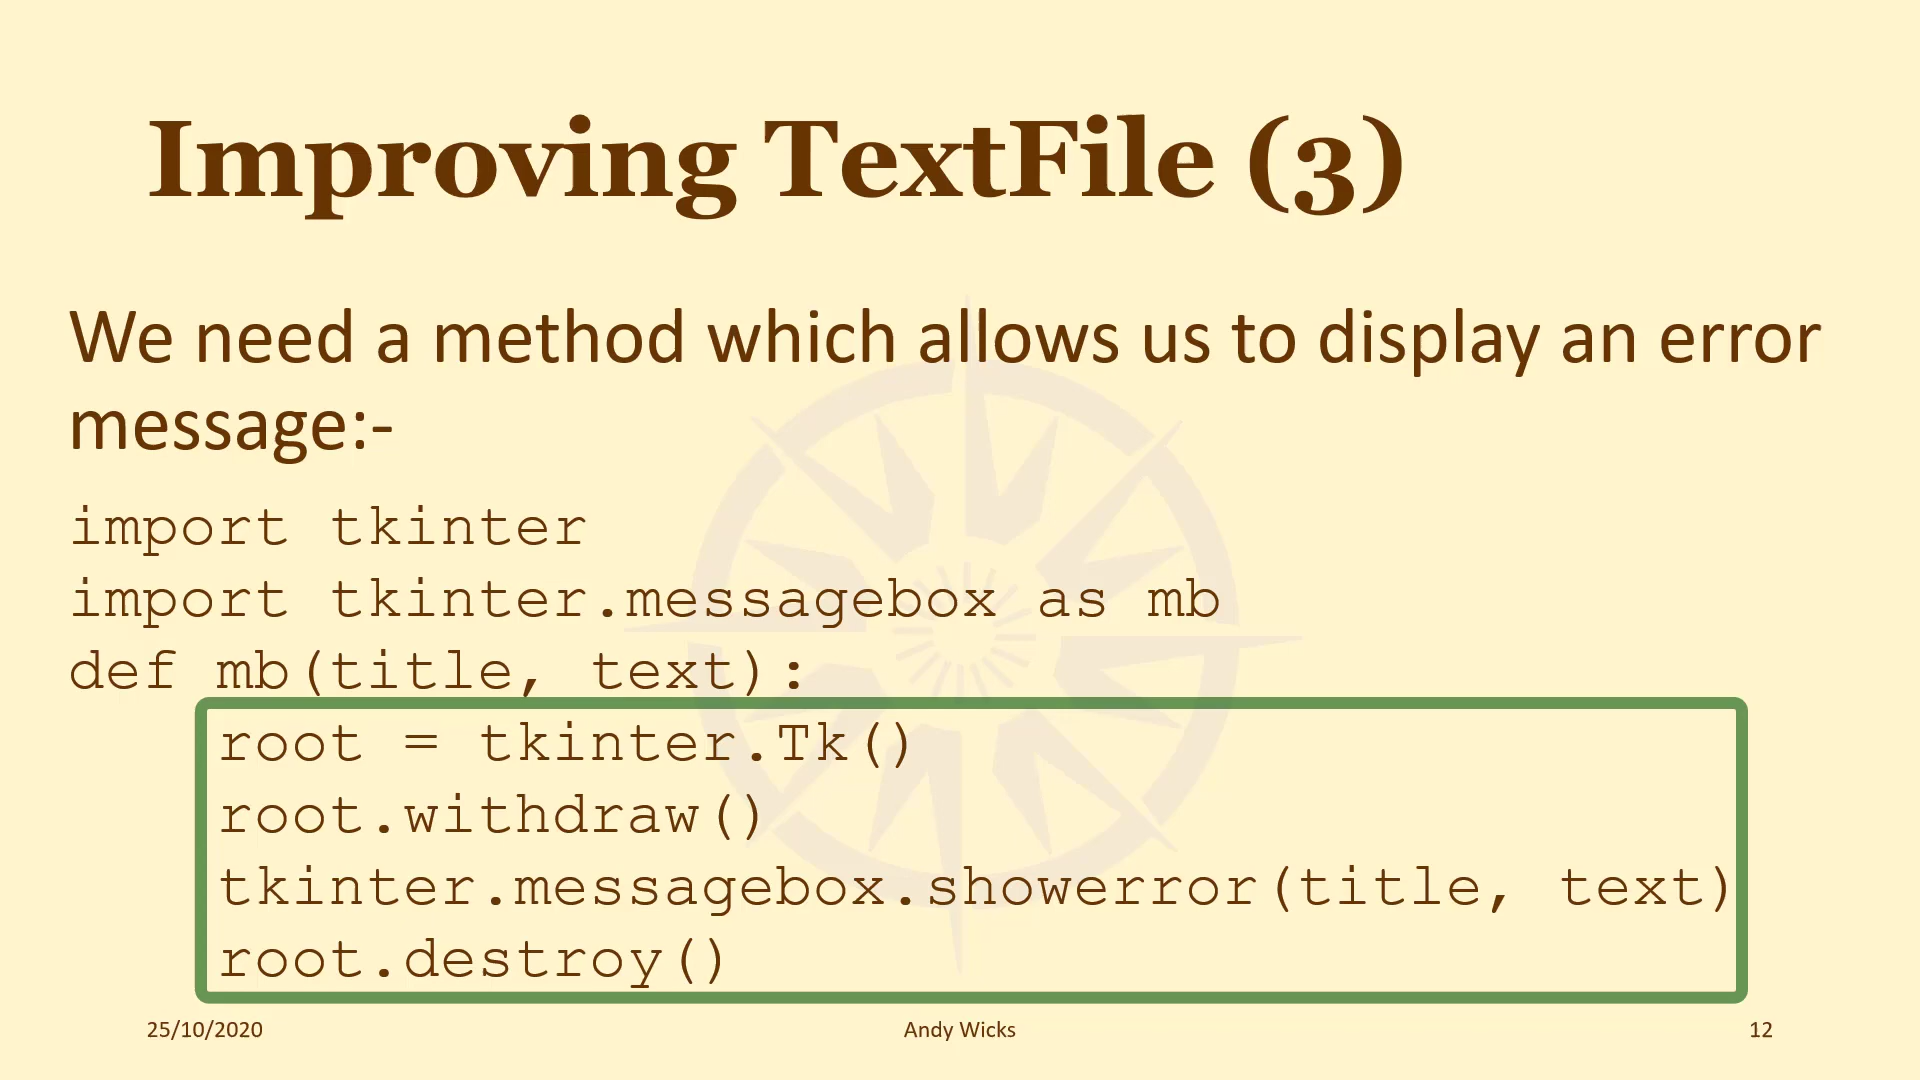 Improving TextFile (3)
We need a method which allows us to display an error
message:-
import tkinter
import tkinter.messagebox as mb
def mb(title, text):
root = tkinter.Tk()
root.withdraw()
tkinter.messagebox.showerror(title, text)
root.destroy()
25/10/2020
Andy Wicks
12